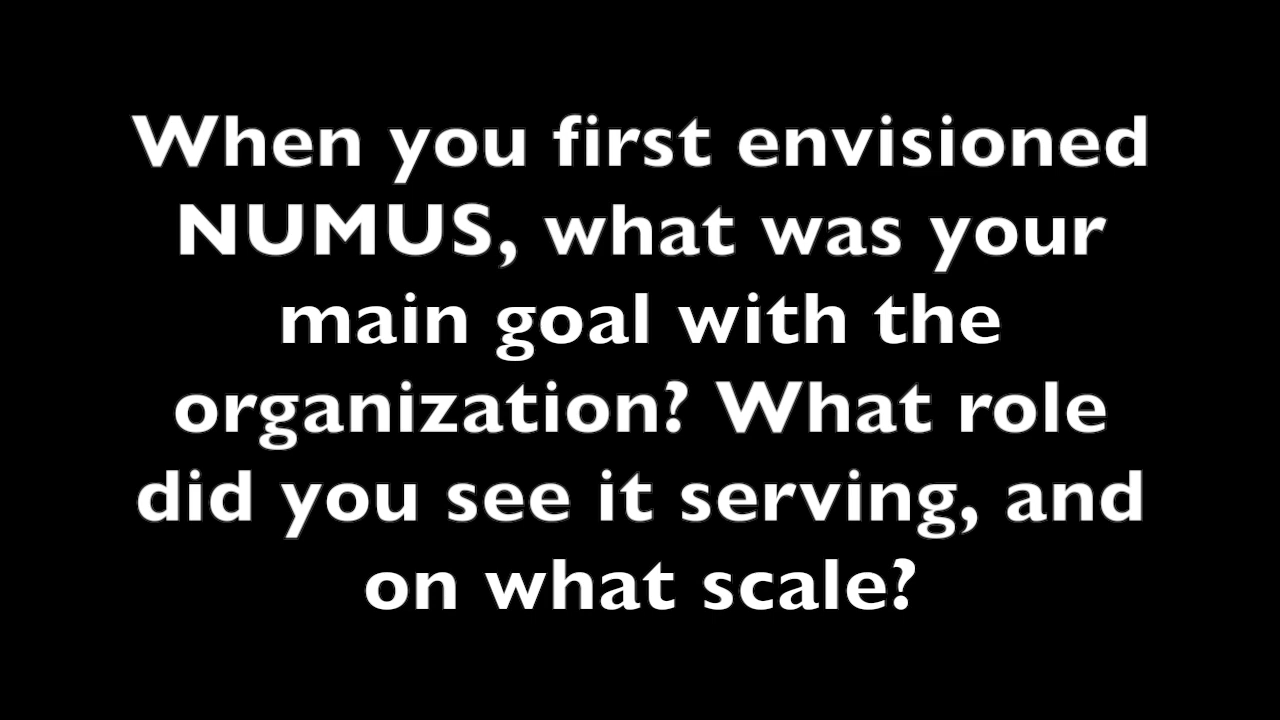 When you first envisioned
NUMUS, what was your
main goal with the
organization? What role
did you see it serving, and
on what scale?